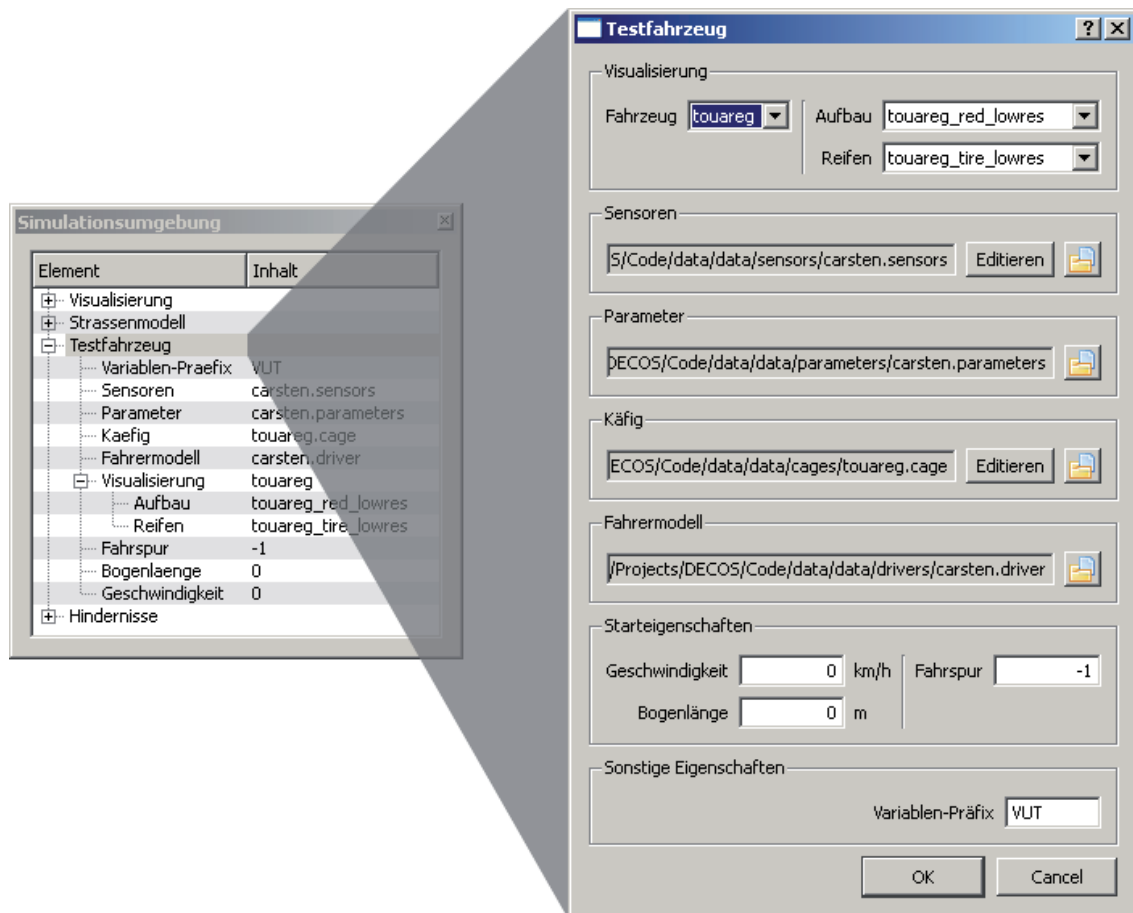 Simulationsumgebung
Element Inhalt
Visualisierung
Strassenmodell
Testfahrzeug
Variablen-Praefix VUT
Sensoren carsten.sensors
Parameter carsten.parameters
Kaefig touareg.cage
Fahrermodell carsten.driver
Visualisierung touareg
Aufbau touareg_red_lowres
Reifen touareg_tire_lowres
Fahrspur -1
Bogenlaenge 0
Geschwindigkeit 0
Hindernisse
Testfahrzeug
Visualisierung
Fahrzeug touareg Aufbau touareg_red_lowres
Reifen touareg_tire_lowres
Sensoren
S/Code/data/data/sensors/carsten.sensors Editieren
Parameter
DECOS/Code/data/data/parameters/carsten.parameters
Käfig
ECOS/Code/data/data/cages/touareg.cage Editieren
Fahrermodell
/Projects/DECOS/Code/data/data/drivers/carsten.driver
Starteigenschaften
Geschwindigkeit 0 km/h Fahrspur -1
Bogenlänge 0 m
Sonstige Eigenschaften
Variablen-Präfix VUT
OK Cancel